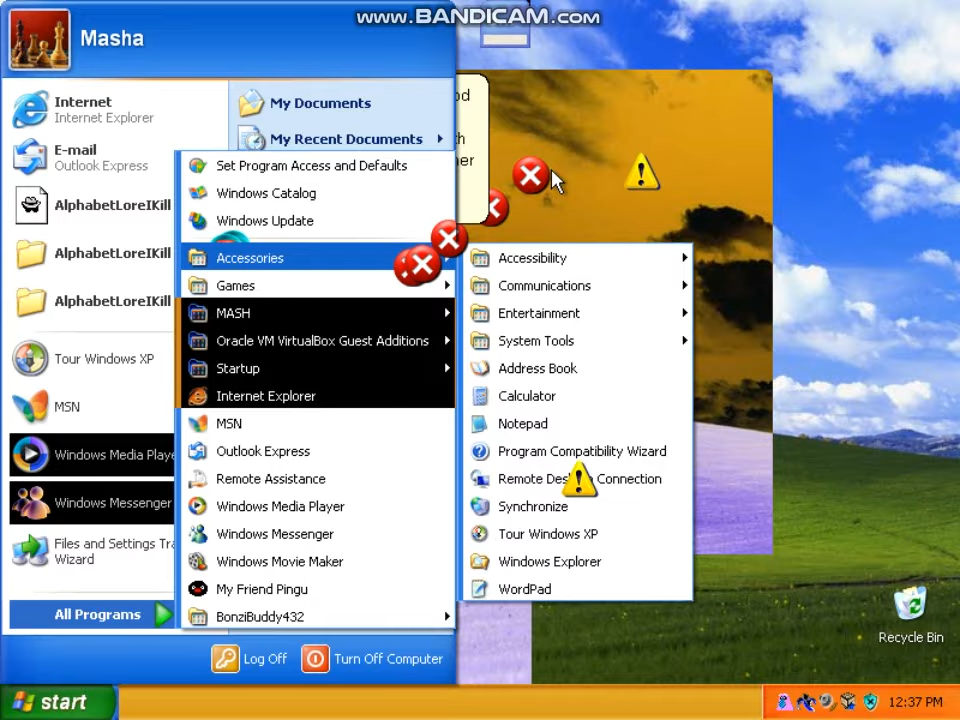 www.BANDICAM.com
Masha
Internet
Internet Explorer
E-mail
Outlook Express
AlphabetLoreIKill
AlphabetLoreIKill
AlphabetLoreIKill
Tour Windows XP
MSN
Windows Media Playe
Windows Messenger
Files and Settings Tra
Wizard
All Programs
My Documents
My Recent Documents
Set Program Access and Defaults
Windows Catalog
Windows Update
Accessories
Games
MASH
Oracle VM VirtualBox Guest Additions
Startup
Internet Explorer
MSN
Outlook Express
Remote Assistance
Windows Media Player
Windows Messenger
Windows Movie Maker
My Friend Pingu
BonziBuddy432
Accessibility
Communications
Entertainment
System Tools
Address Book
Calculator
Notepad
Program Compatibility Wizard
Remote Desktop Connection
Synchronize
Tour Windows XP
Windows Explorer
WordPad
Log Off
Turn Off Computer
Recycle Bin
start
12:37 PM